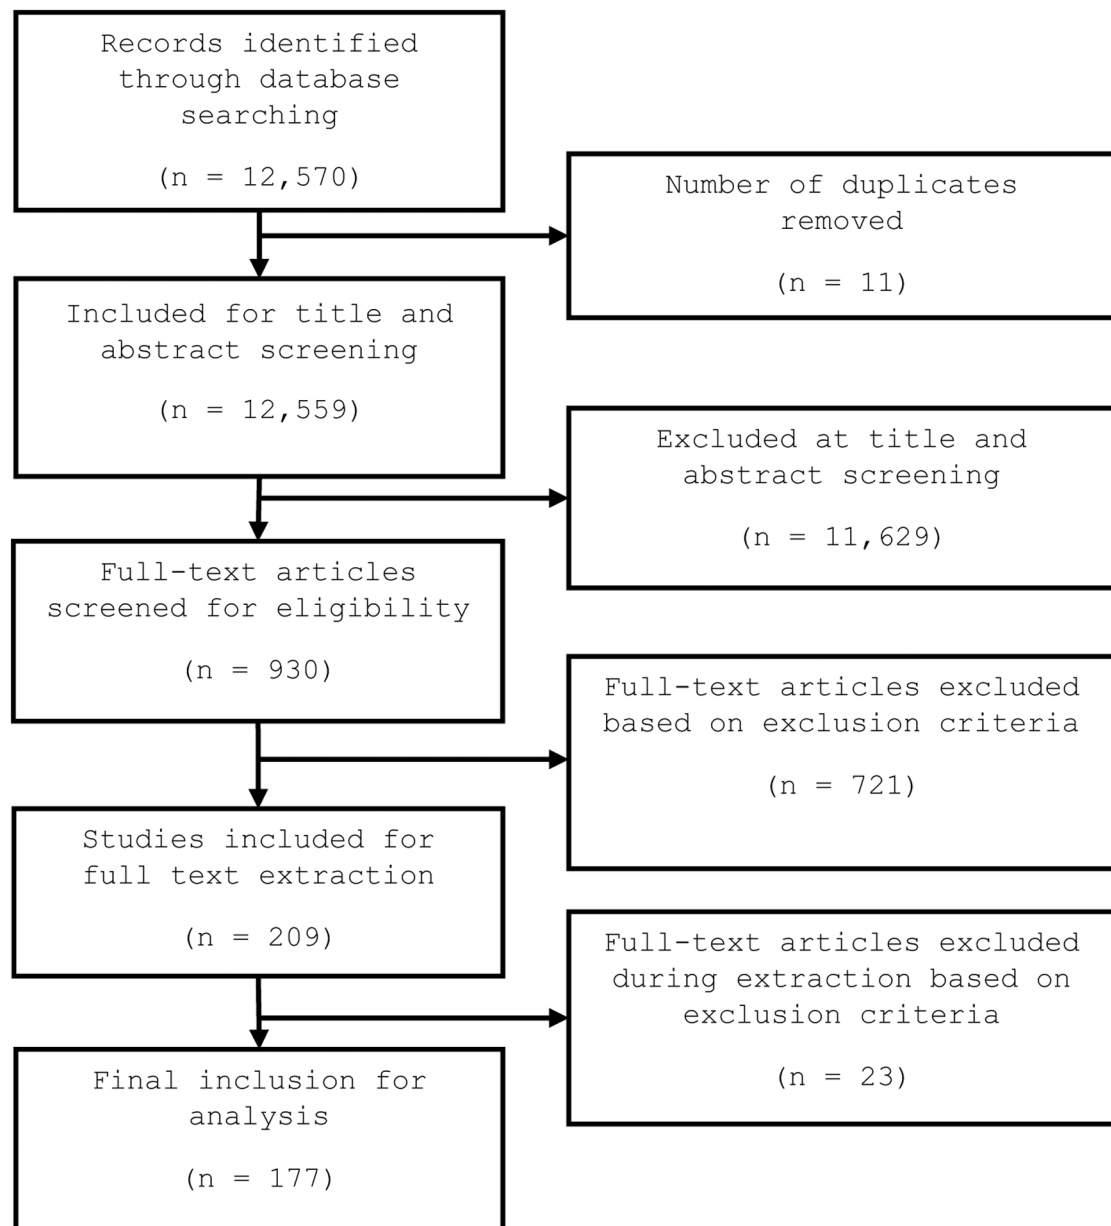 Records identified
through database
searching
(n = 12,570)
Number of duplicates
removed
(n = 11)
Included for title and
abstract screening
(n = 12,559)
Excluded at title and
abstract screening
(n = 11,629)
Full-text articles
screened for eligibility
(n = 930)
Full-text articles excluded
based on exclusion criteria
(n = 721)
Studies included for
full text extraction
(n = 209)
Full-text articles excluded
during extraction based on
exclusion criteria
(n = 23)
Final inclusion for
analysis
(n = 177)